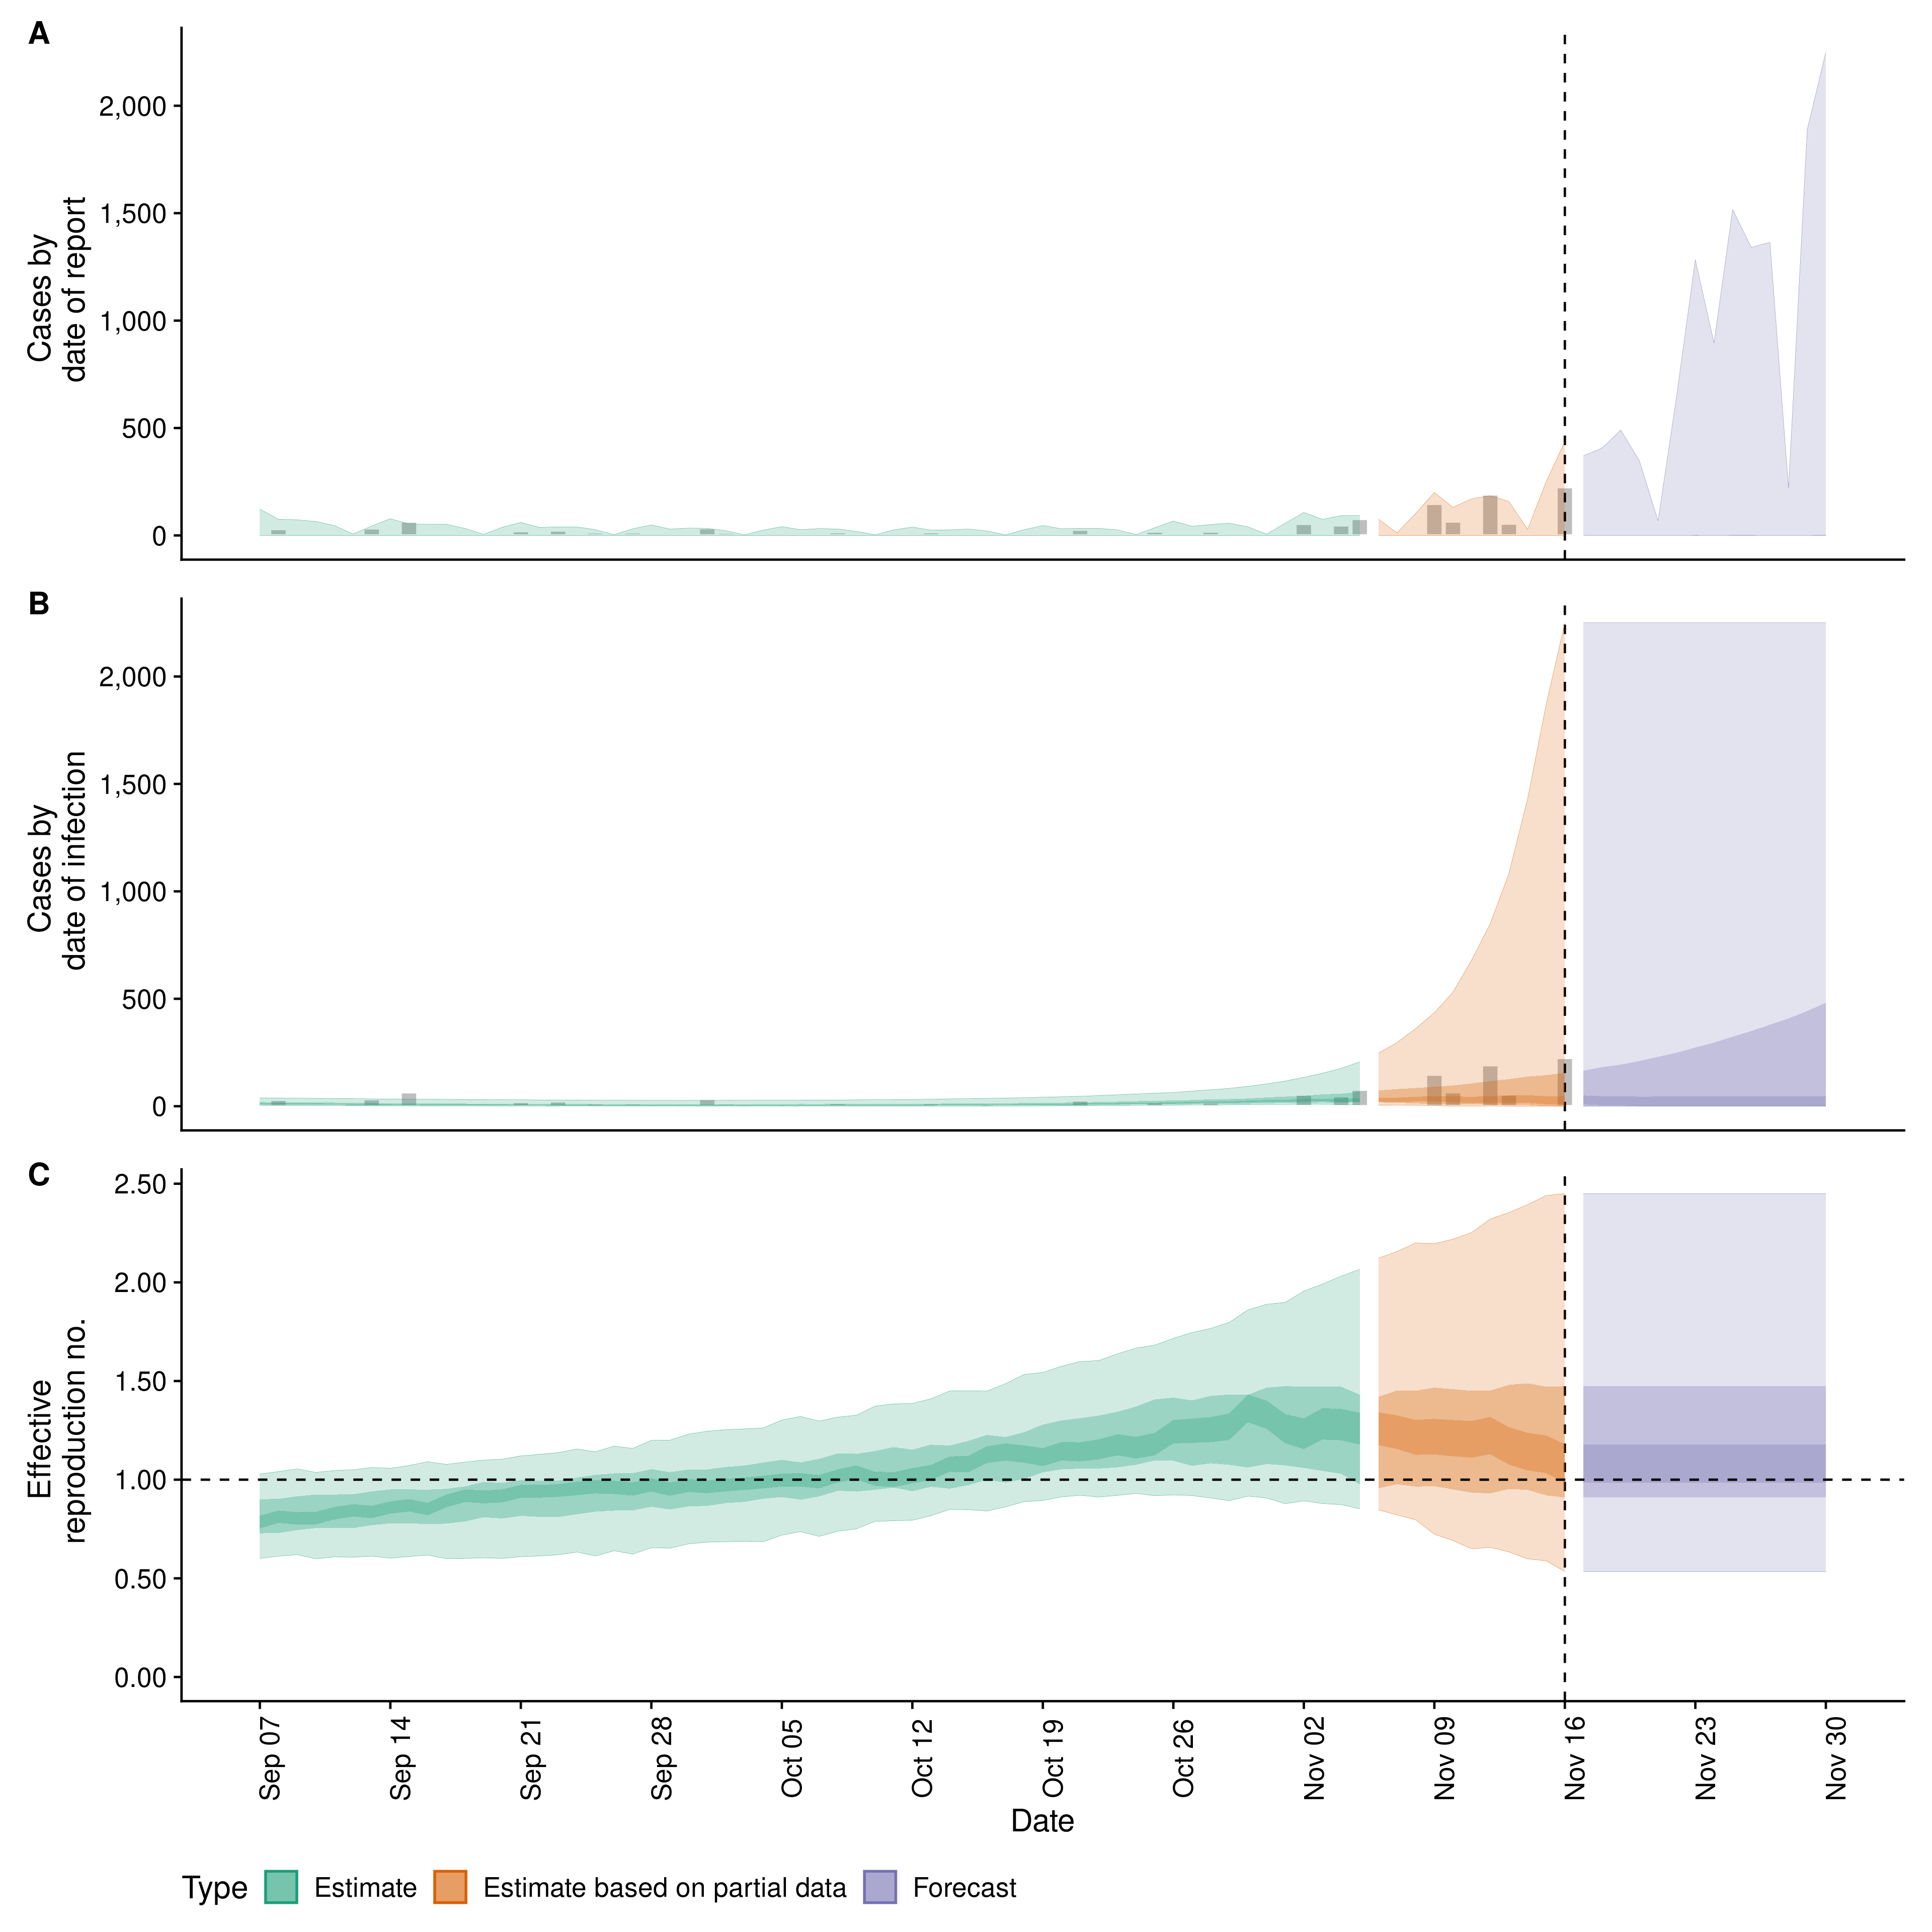 A
Cases by
date of report
2,000
1,500
1,000
500
0
B
Cases by
date of infection
2,000
1,500
1,000
500
0
C
Effective
reproduction no.
2.50
2.00
1.50
1.00
0.50
0.00
Sep 07
Sep 14
Sep 21
Sep 28
Oct 05
Oct 12
Oct 19
Oct 26
Nov 02
Nov 09
Nov 16
Nov 23
Nov 30
Date
Type Estimate Estimate based on partial data Forecast